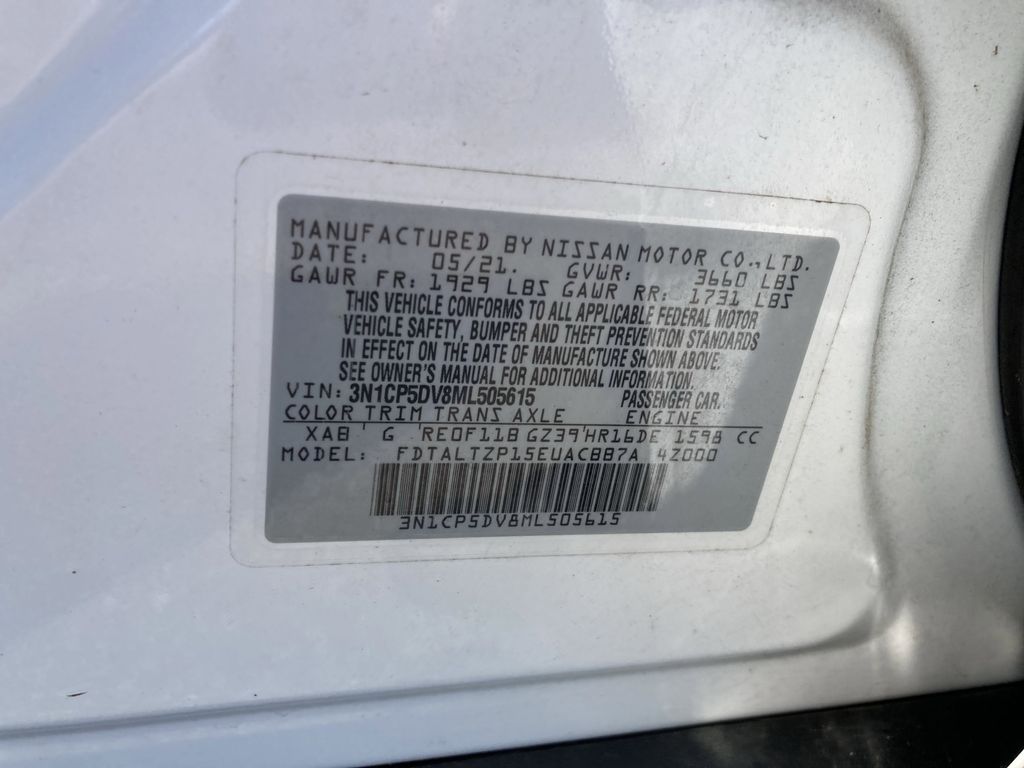 MANUFACTURED BY NISSAN MOTOR CO.,LTD.
DATE: 05/21. GVWR: 3660 LBS
GAWR FR: 1929 LBS GAWR RR: 1731 LBS
THIS VEHICLE CONFORMS TO ALL APPLICABLE FEDERAL MOTOR
VEHICLE SAFETY, BUMPER AND THEFT PREVENTION STANDARDS
IN EFFECT ON THE DATE OF MANUFACTURE SHOWN ABOVE.
SEE OWNER'S MANUAL FOR ADDITIONAL INFORMATION.
VIN: 3N1CP5DV8ML505615 PASSENGER CAR.
COLOR TRIM TRANS AXLE ENGINE
XAB ' G 'RE0F11B GZ39'HR16DE 1598 CC
MODEL: FDTALTZP15EUACBB7A 4Z000
3N1CP5DV8ML505615